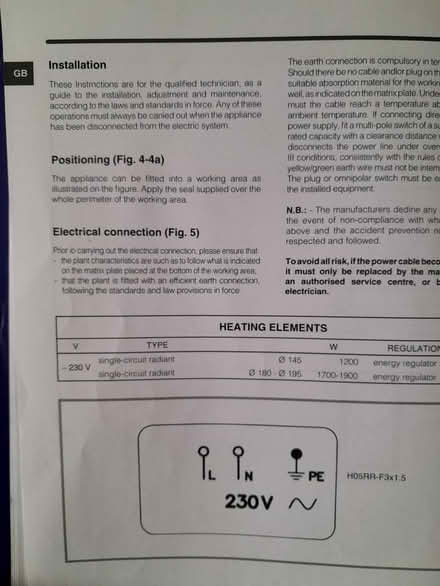 GB
Installation
These Instrnctions are for the qualified technician, as a
guide to the installation, adjustment and maintenance,
according to the laws and standards in force. Any of these
operations must always be carried out when the appliance
has been disconnected from the electric system.
Positioning (Fig. 4-4a)
The appliance can be fitted into a working area as
illustrated on the figure. Apply the seal supplied over the
whole perimeter of the working area.
Electrical connection (Fig. 5)
Prior to carrying out the electrical connection, please ensure that:
- the plant characteristics are such as to follow what is indicated
on the matrix plate placed at the bottom of the working area;
- that the plant is fitted with an efficient earth connection,
following the standards and law provisions in force.
The earth connection is compulsory in
Should there be no cable and/or plug on
suitable absorption material for the
well, as indicated on the matrix plate.
must the cable reach a temperature
ambient temperature. If connecting
power supply, fit a multi-pole switch of a
rated capacity with a clearance distance
disconnects the power line under
III conditions, consistently with the rules
yellow/green earth wire must not be
The plug or omnipolar switch must be
the installed equipment.
N.B.: - The manufacturers decline any
the event of non-compliance with
above and the accident prevention
respected and followed.
To avoid all risk, if the power cable
it must only be replaced by the
an authorised service centre, or
electrician.
HEATING ELEMENTS
V TYPE W
~ 230 V single-circuit radiant Ø 145 1200 energy regulator
single-circuit radiant Ø 180 - Ø 195 1700-1900 energy regulator
L N PE
230V ~
H05RR-F3x1.5